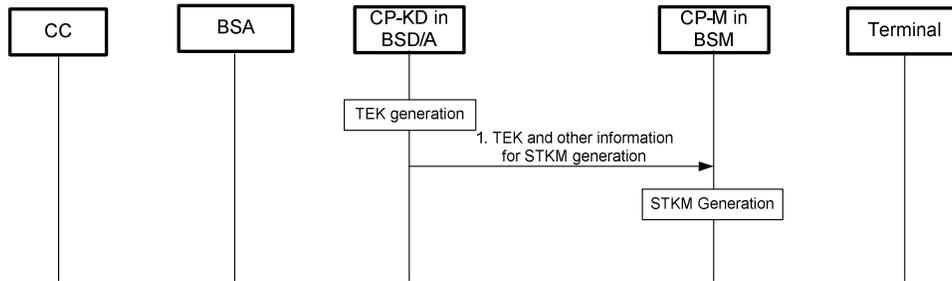 CC
BSA
CP-KD in
BSD/A
CP-M in
BSM
Terminal
TEK generation
1. TEK and other information
for STKM generation
STKM Generation